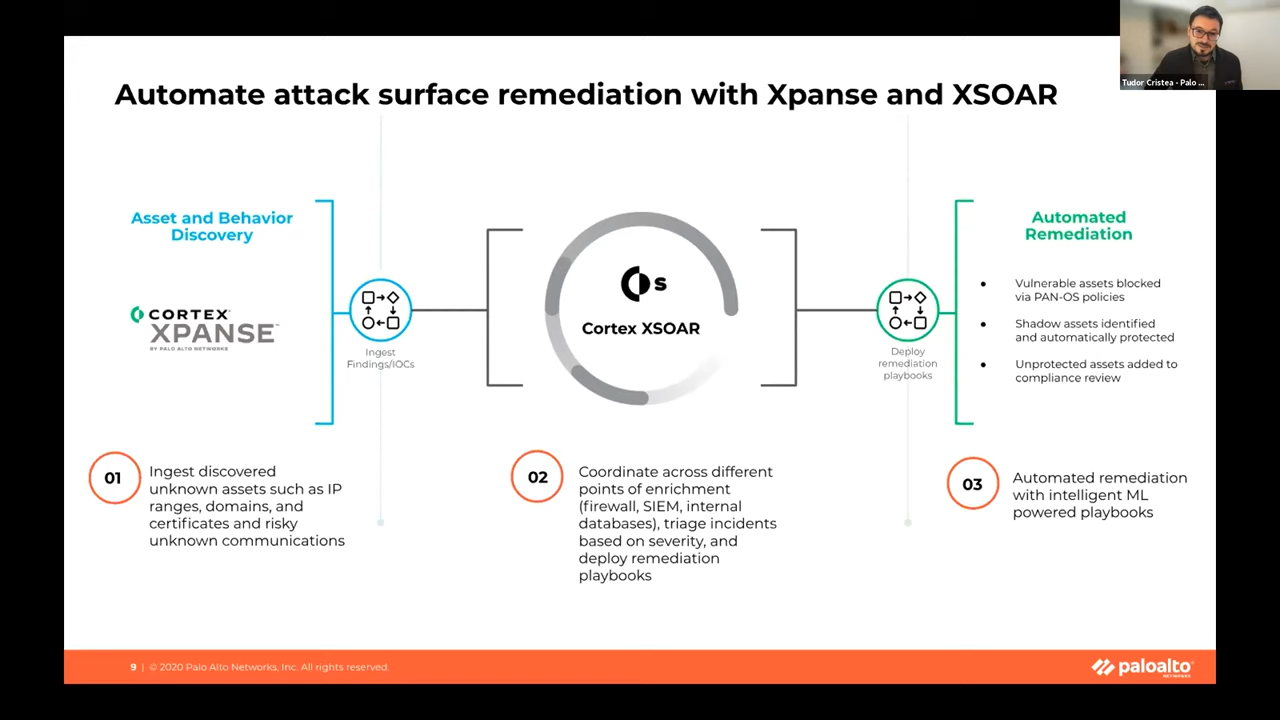 Tudor Cristea - Palo ...
Automate attack surface remediation with Xpanse and XSOAR
Asset and Behavior
Discovery
CORTEX
XPANSE™
BY PALO ALTO NETWORKS
Ingest
Findings/IOCs
S
Cortex XSOAR
Deploy
remediation
playbooks
Automated
Remediation
● Vulnerable assets blocked
via PAN-OS policies
● Shadow assets identified
and automatically protected
● Unprotected assets added to
compliance review
01
Ingest discovered
unknown assets such as IP
ranges, domains, and
certificates and risky
unknown communications
02
Coordinate across different
points of enrichment
(firewall, SIEM, internal
databases), triage incidents
based on severity, and
deploy remediation
playbooks
03
Automated remediation
with intelligent ML
powered playbooks
9 | © 2020 Palo Alto Networks, Inc. All rights reserved.
paloalto
NETWORKS